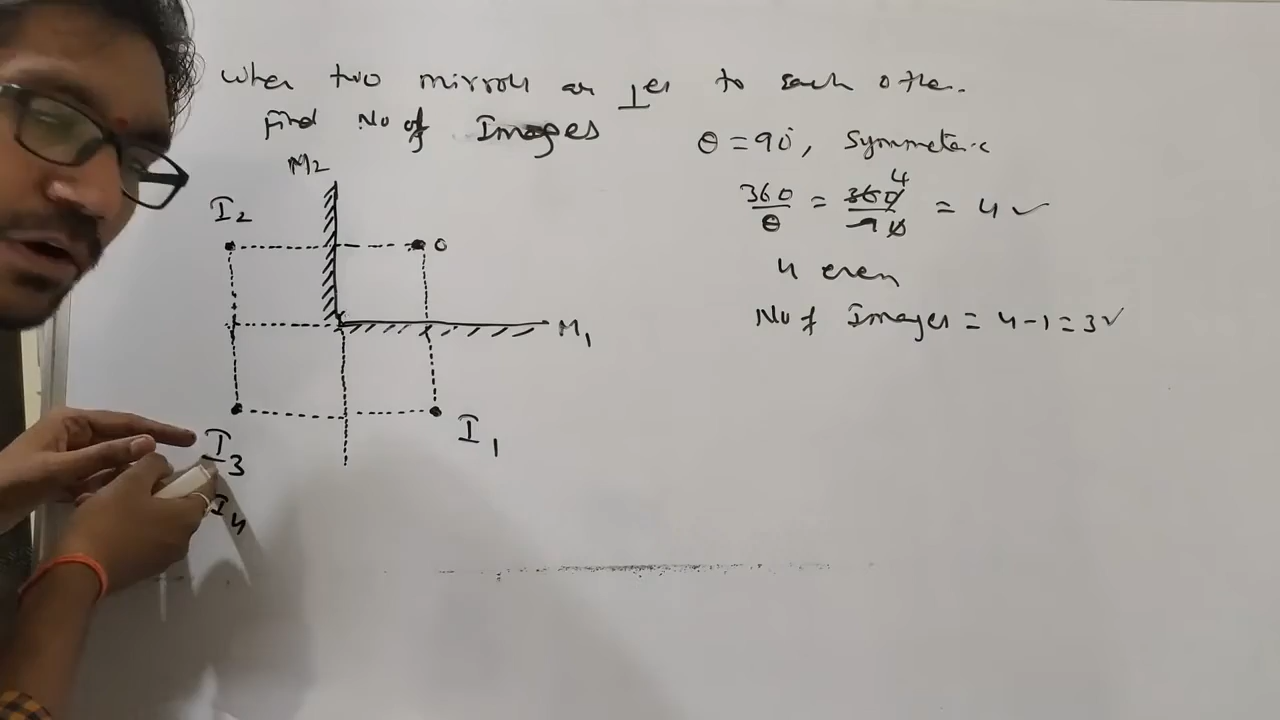 When two mirrors are ⊥er to each other.
Find No of Images
θ = 90°, Symmetric
M2
360/θ = 360/90 = 4 ✓
4
I2
O
4 even
No of Images = 4-1 = 3 ✓
M1
I1
I3
I4